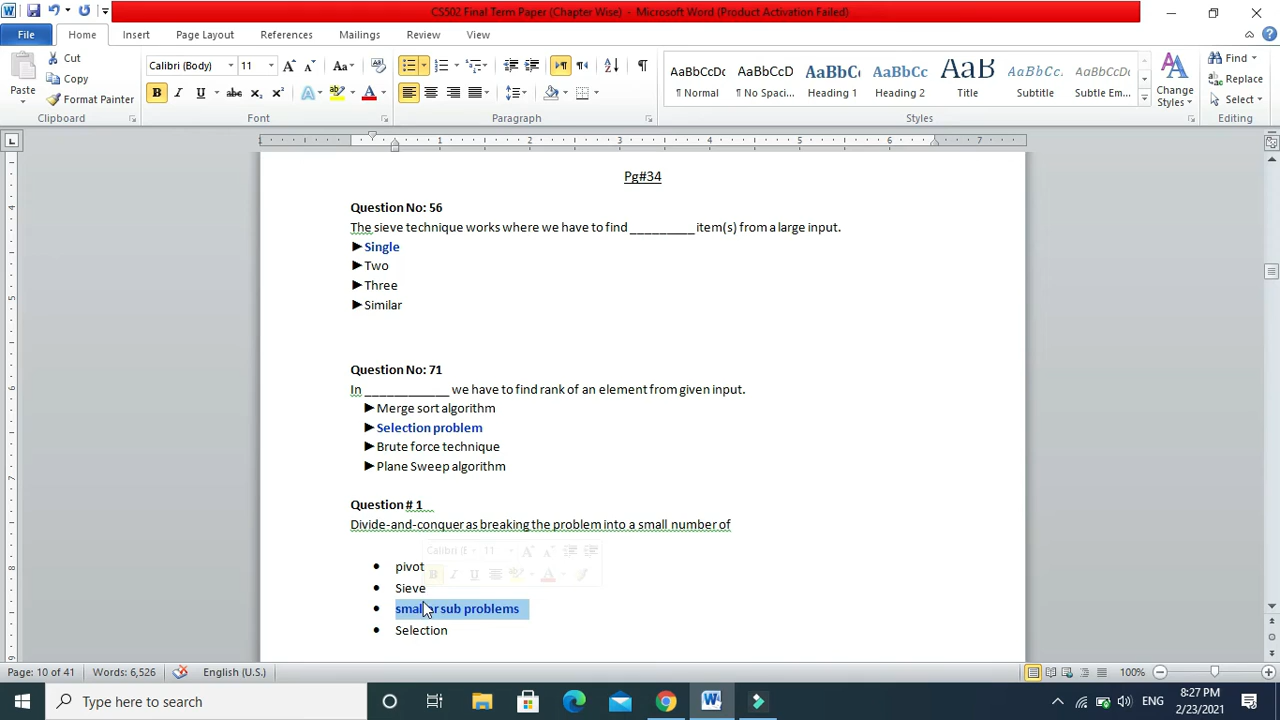 CS502 Final Term Paper (Chapter Wise) - Microsoft Word (Product Activation Failed)
File Home Insert Page Layout References Mailings Review View
Paste Cut Copy Format Painter
Calibri (Body) 11
AaBbCcDc AaBbCcDc AaBbC AaBbCc AaB AaBbCc. AaBbCcDc
¶ Normal ¶ No Spaci... Heading 1 Heading 2 Title Subtitle Subtle Em...
Change Styles
Find Replace Select
Clipboard Font Paragraph Styles Editing
Pg#34
Question No: 56
The sieve technique works where we have to find _________ item(s) from a large input.
► Single
► Two
► Three
► Similar
Question No: 71
In ____________ we have to find rank of an element from given input.
► Merge sort algorithm
► Selection problem
► Brute force technique
► Plane Sweep algorithm
Question # 1
Divide-and-conquer as breaking the problem into a small number of
• pivot
• Sieve
• smaller sub problems
• Selection
Page: 10 of 41 Words: 6,526 English (U.S.) 100%
Type here to search
ENG
8:27 PM
2/23/2021